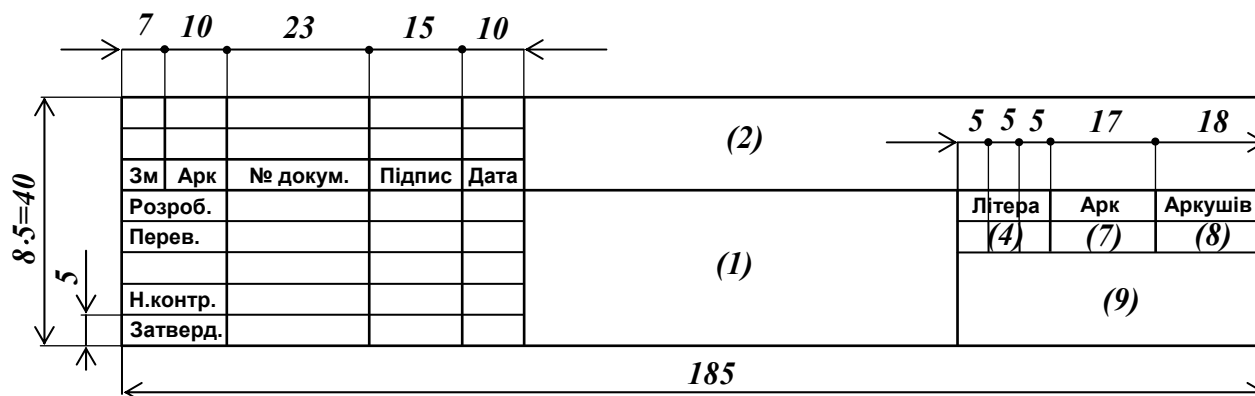 7 10 23 15 10
5 5 5 17 18
(2)
Зм Арк № докум. Підпис Дата
Розроб. Літера Арк Аркушів
Перев. (4) (7) (8)
(1)
8·5=40
5
(9)
Н.контр.
Затверд.
185